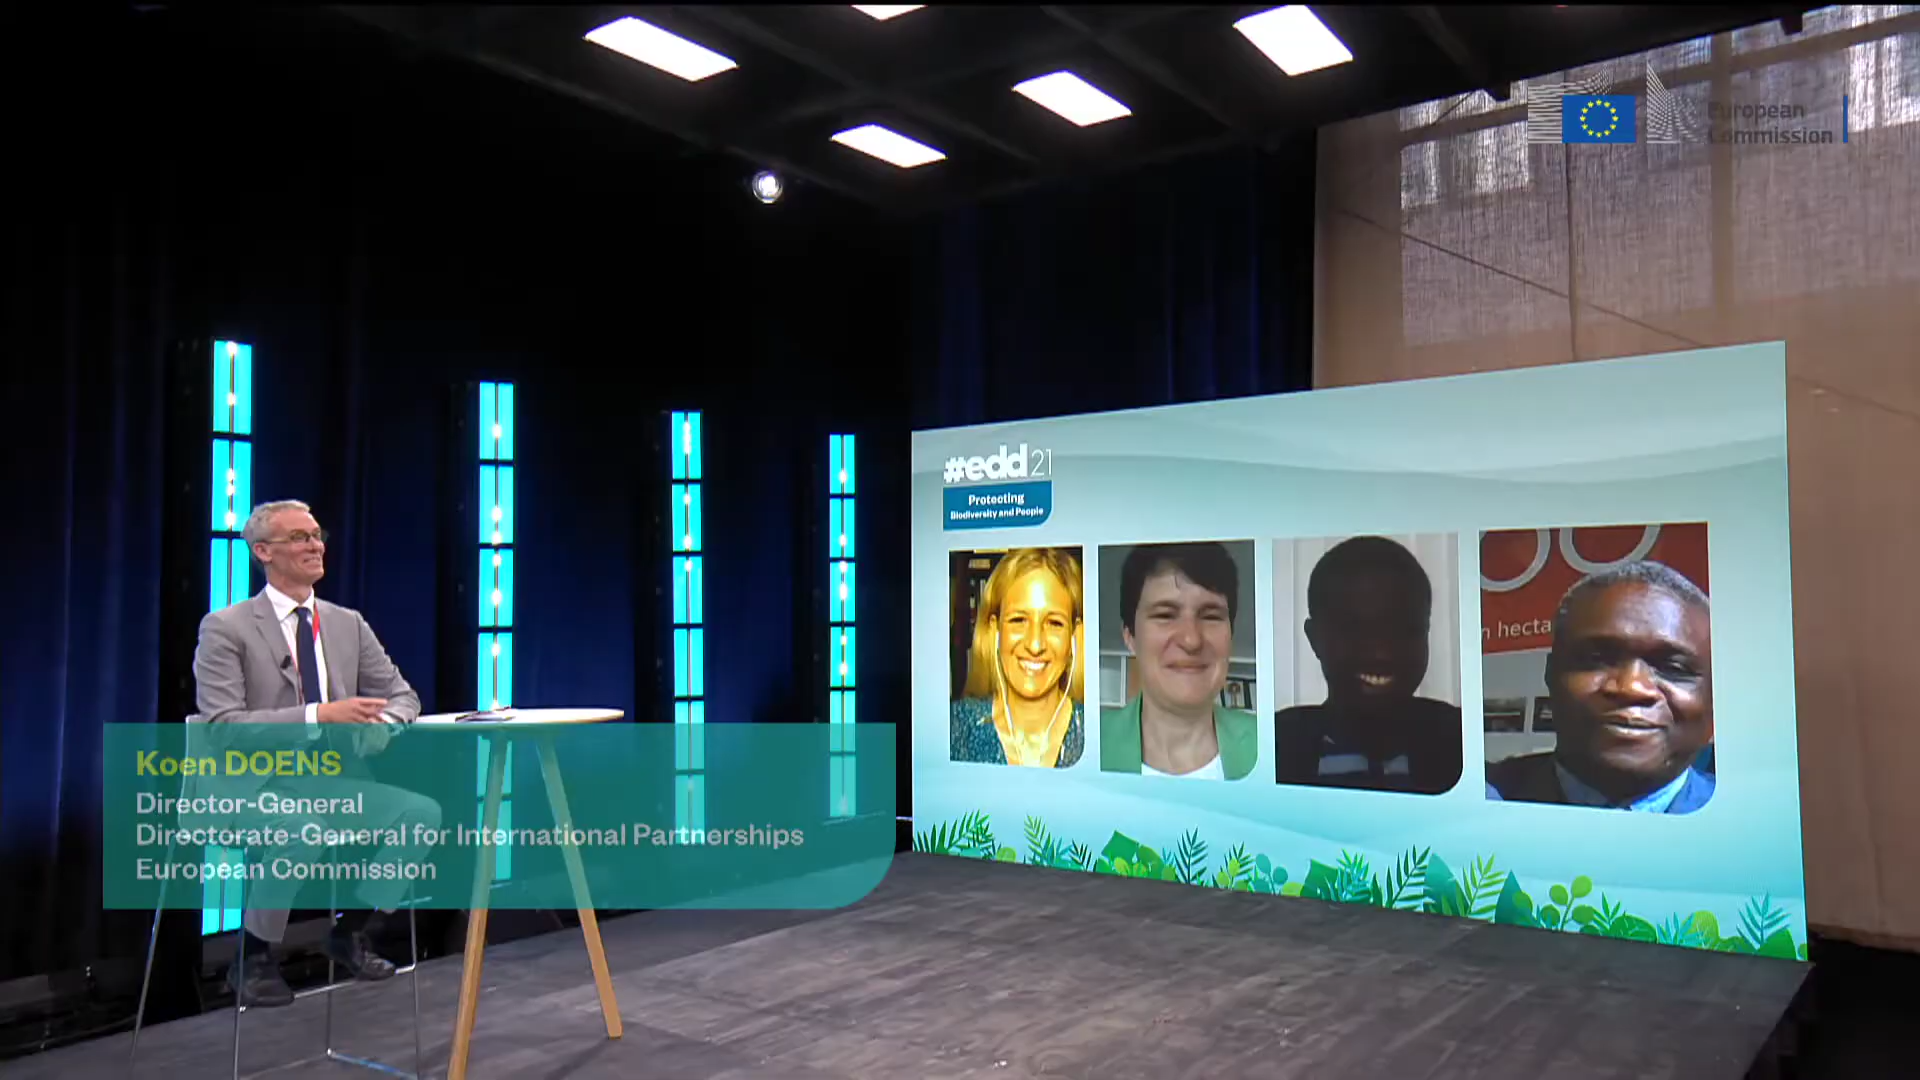 European
Commission
#edd21
Protecting
Biodiversity and People
n hecta
Koen DOENS
Director-General
Directorate-General for International Partnerships
European Commission